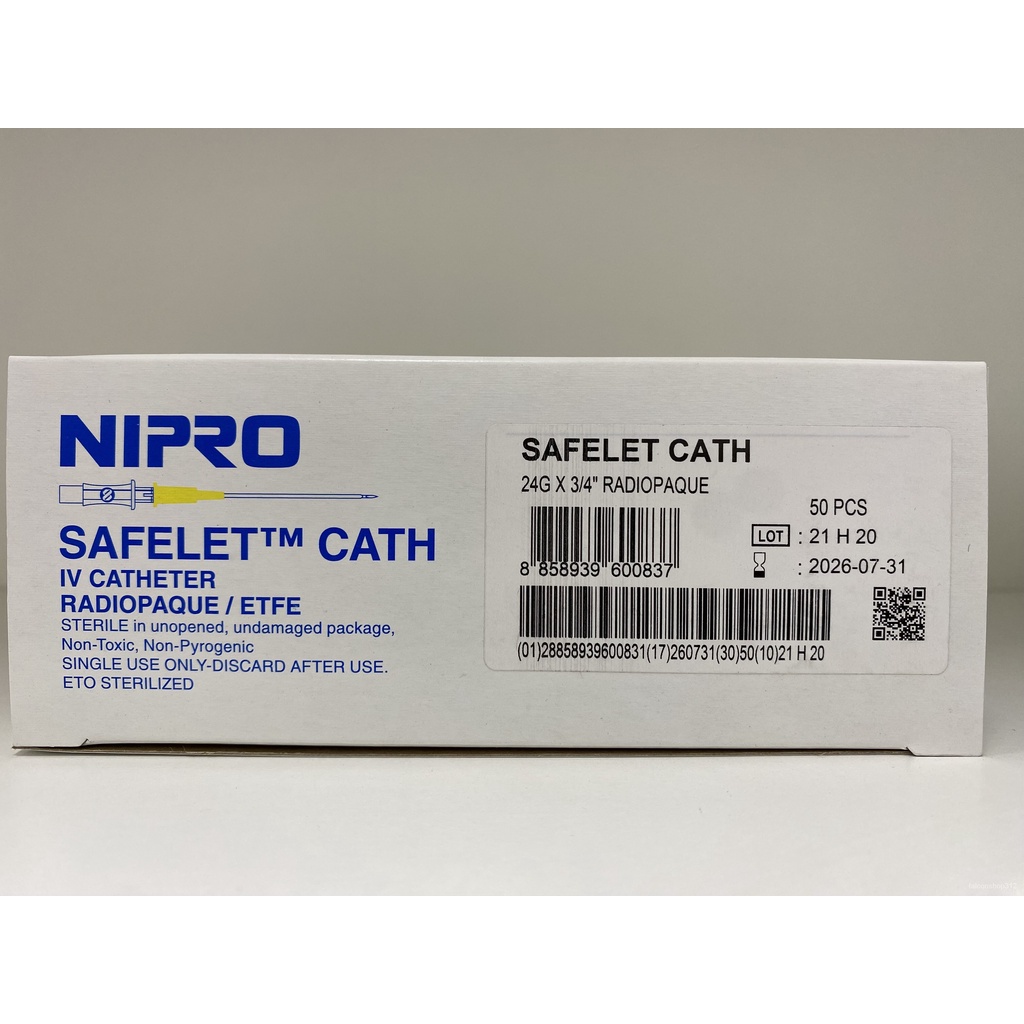 NIPRO
SAFELET™ CATH
IV CATHETER
RADIOPAQUE / ETFE
STERILE in unopened, undamaged package,
Non-Toxic, Non-Pyrogenic
SINGLE USE ONLY-DISCARD AFTER USE.
ETO STERILIZED
SAFELET CATH
24G X 3/4" RADIOPAQUE
50 PCS
LOT : 21 H 20
: 2026-07-31
8 858939 600837
(01)28858939600831(17)260731(30)50(10)21 H 20